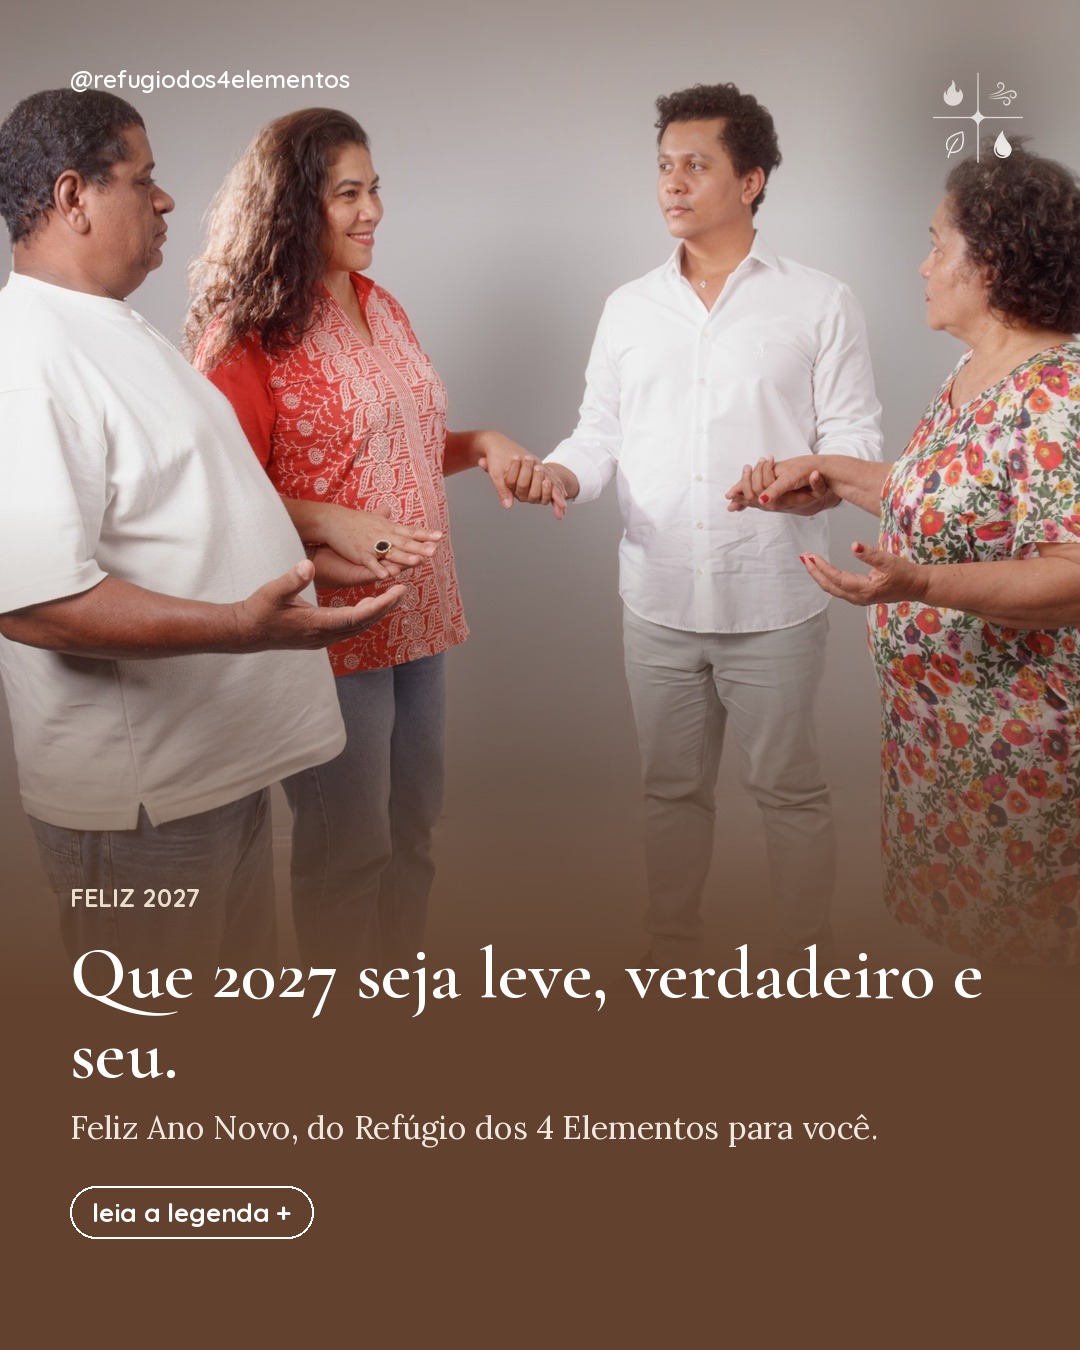 @refugiodos4elementos
FELIZ 2027
Que 2027 seja leve, verdadeiro e
seu.
Feliz Ano Novo, do Refúgio dos 4 Elementos para você.
leia a legenda +